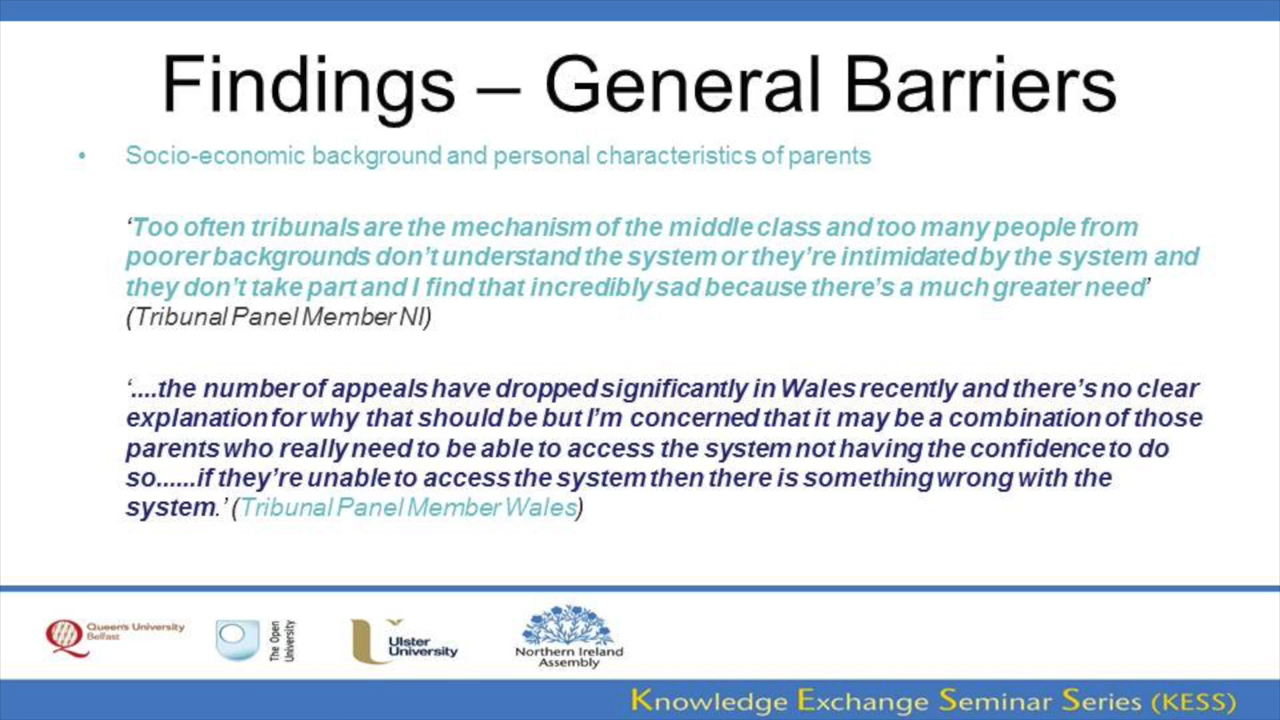 Findings – General Barriers
• Socio-economic background and personal characteristics of parents
‘Too often tribunals are the mechanism of the middle class and too many people from
poorer backgrounds don’t understand the system or they’re intimidated by the system and
they don’t take part and I find that incredibly sad because there’s a much greater need’
(Tribunal Panel Member NI)
‘....the number of appeals have dropped significantly in Wales recently and there’s no clear
explanation for why that should be but I’m concerned that it may be a combination of those
parents who really need to be able to access the system not having the confidence to do
so......if they’re unable to access the system then there is something wrong with the
system.’ (Tribunal Panel Member Wales)
Queen's University
Belfast
The Open
University
Ulster
University
Northern Ireland
Assembly
Knowledge Exchange Seminar Series (KESS)